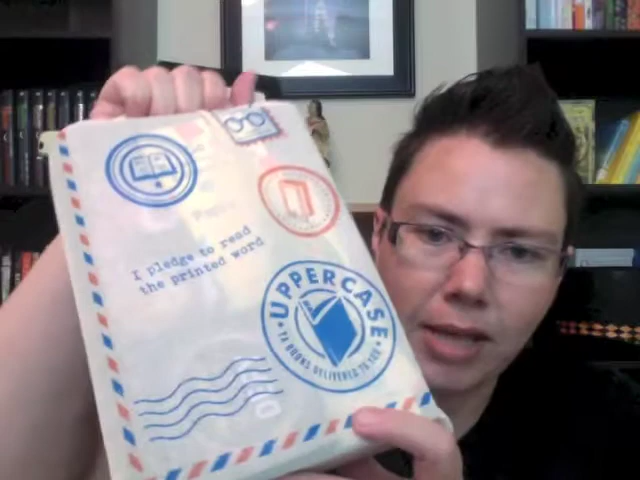 I pledge to read
the printed word
UPPERCASE
YA BOOKS DELIVERED TO YOU